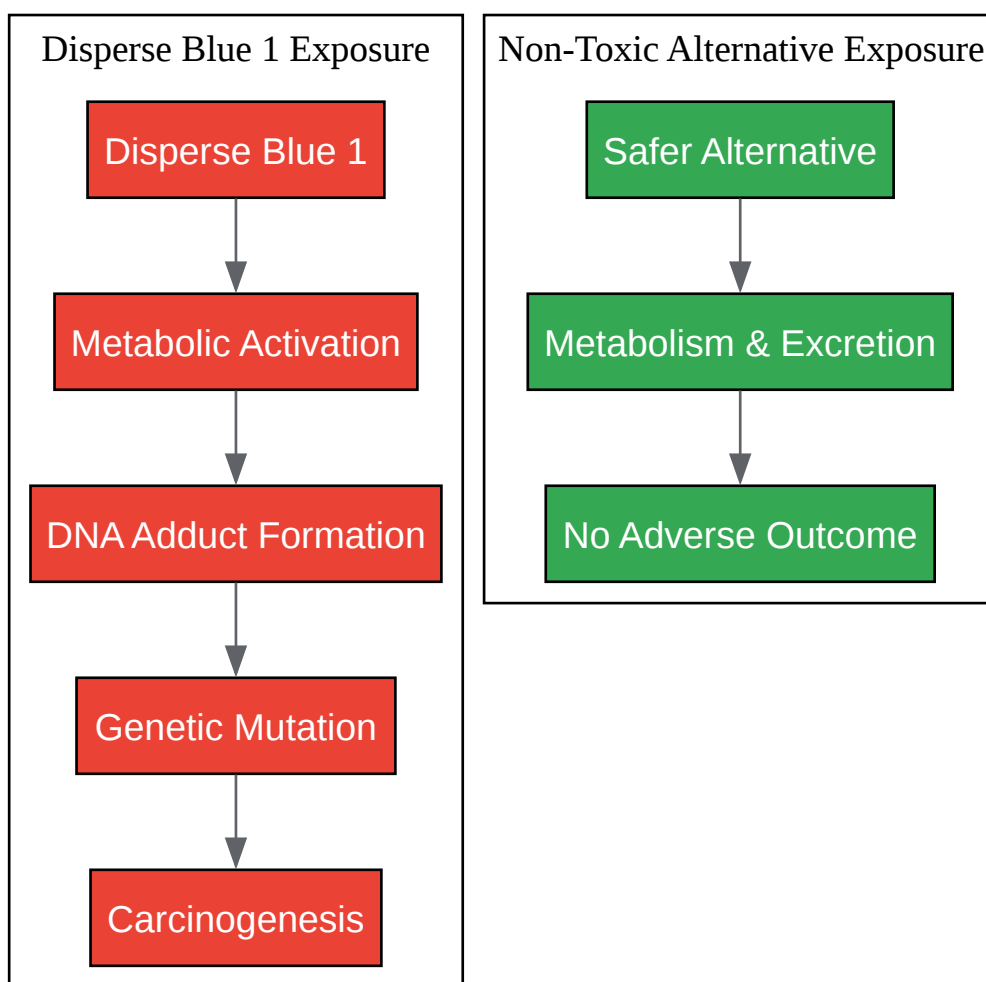 Disperse Blue 1 Exposure
Disperse Blue 1
Metabolic Activation
DNA Adduct Formation
Genetic Mutation
Carcinogenesis
Non-Toxic Alternative Exposure
Safer Alternative
Metabolism & Excretion
No Adverse Outcome